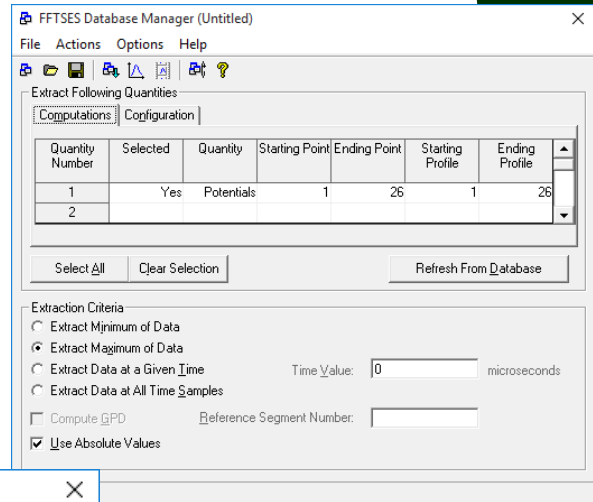 FFTSES Database Manager (Untitled)
File Actions Options Help
Extract Following Quantities
Computations Configuration
Quantity Number Selected Quantity Starting Point Ending Point Starting Profile Ending Profile
1 Yes Potentials 1 26 1 26
2
Select All Clear Selection Refresh From Database
Extraction Criteria
Extract Minimum of Data
Extract Maximum of Data
Extract Data at a Given Time Time Value: 0 microseconds
Extract Data at All Time Samples
Compute GPD Reference Segment Number:
Use Absolute Values